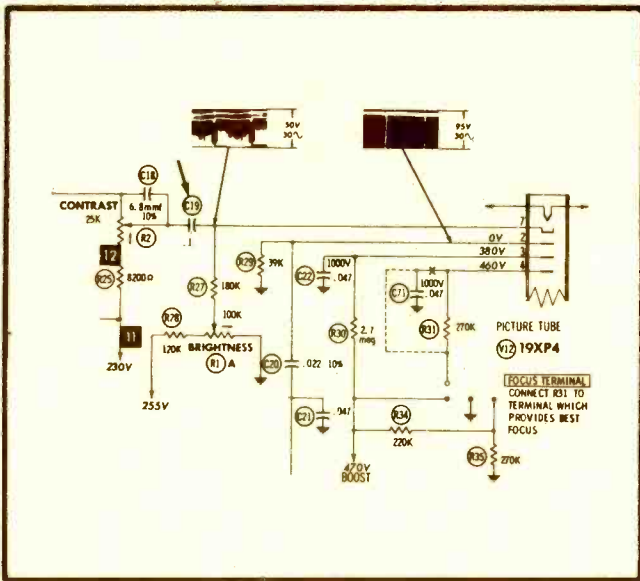 50V
30∿
95V
30∿
C18
6.8mmf
10%
C19
.1
CONTRAST
25K
R2
12
R25
8200Ω
11
230V
R27
180K
R28
120K
100K
BRIGHTNESS
R1 A
255V
R29
39K
C20
.022 10%
C21
.047
C22
1000V
.047
R30
2.7
meg
470V
BOOST
C71
1000V
.047
R31
270K
R34
220K
R35
270K
7
0V
2
380V
3
460V
4
PICTURE TUBE
V12 19XP4
FOCUS TERMINAL
CONNECT R31 TO
TERMINAL WHICH
PROVIDES BEST
FOCUS